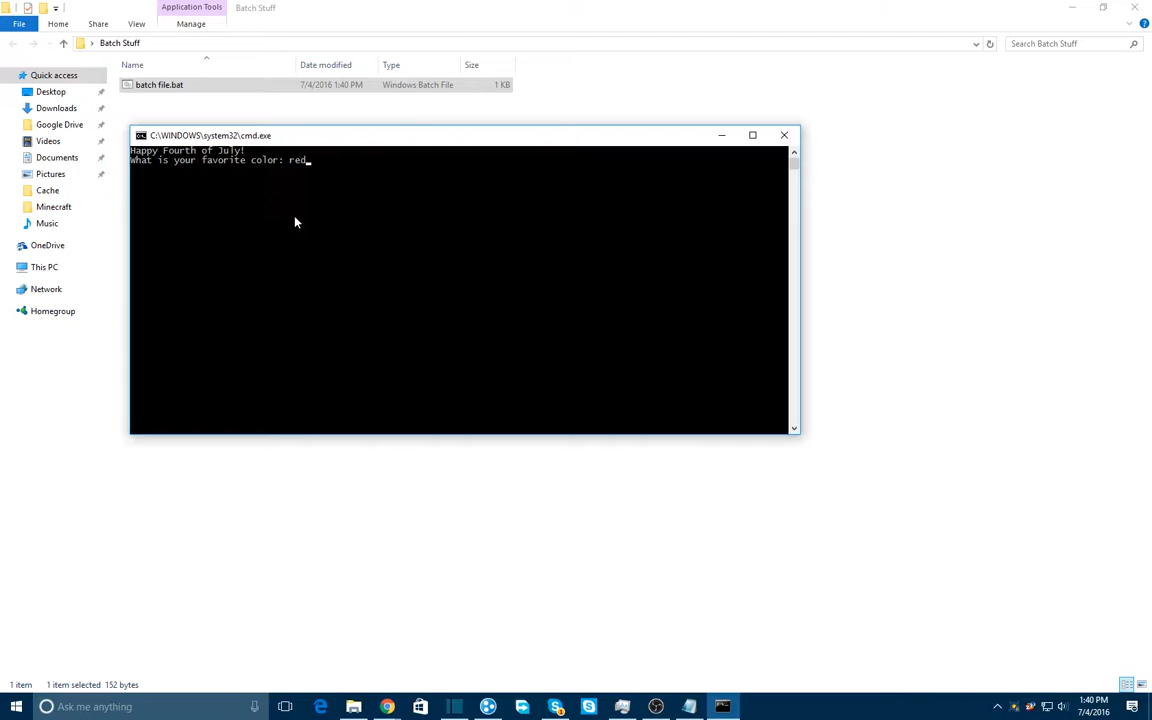 Application Tools
Batch Stuff
File
Home
Share
View
Manage
Batch Stuff
Search Batch Stuff
Name
Date modified
Type
Size
Quick access
batch file.bat
7/4/2016 1:40 PM
Windows Batch File
1 KB
Desktop
Downloads
Google Drive
Videos
Documents
Pictures
Cache
Minecraft
Music
OneDrive
This PC
Network
Homegroup
C:\WINDOWS\system32\cmd.exe
Happy Fourth of July!
What is your favorite color: red_
1 item
1 item selected
152 bytes
Ask me anything
1:40 PM
7/4/2016